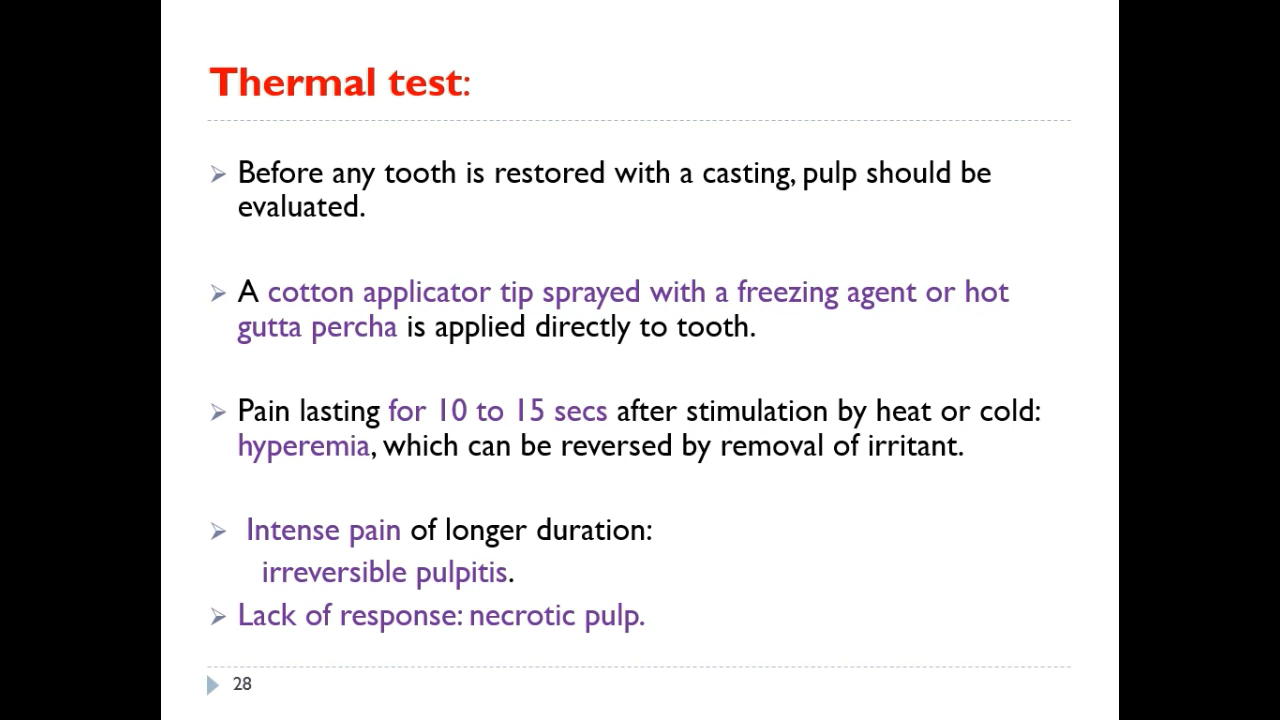 Thermal test:
Before any tooth is restored with a casting, pulp should be
evaluated.
A cotton applicator tip sprayed with a freezing agent or hot
gutta percha is applied directly to tooth.
Pain lasting for 10 to 15 secs after stimulation by heat or cold:
hyperemia, which can be reversed by removal of irritant.
Intense pain of longer duration:
irreversible pulpitis.
Lack of response: necrotic pulp.
28